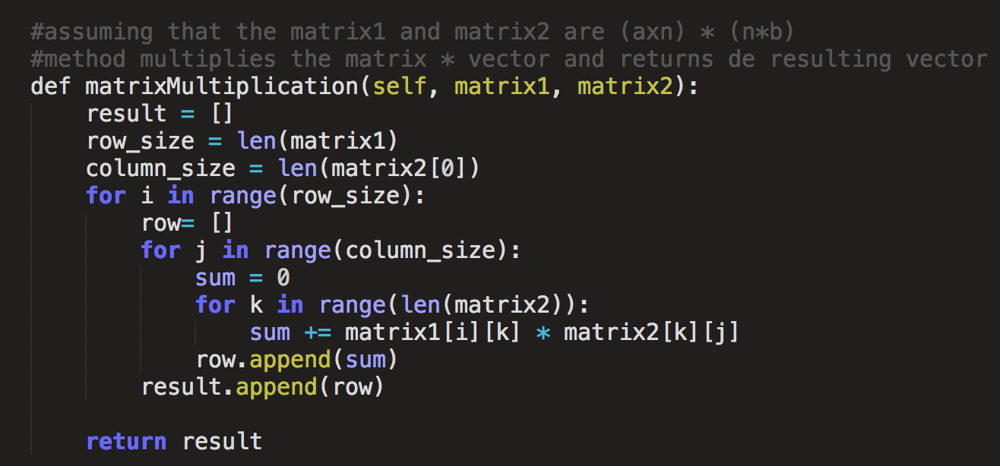 #assuming that the matrix1 and matrix2 are (axn) * (n*b)
#method multiplies the matrix * vector and returns de resulting vector
def matrixMultiplication(self, matrix1, matrix2):
    result = []
    row_size = len(matrix1)
    column_size = len(matrix2[0])
    for i in range(row_size):
        row= []
        for j in range(column_size):
            sum = 0
            for k in range(len(matrix2)):
                sum += matrix1[i][k] * matrix2[k][j]
            row.append(sum)
        result.append(row)

    return result